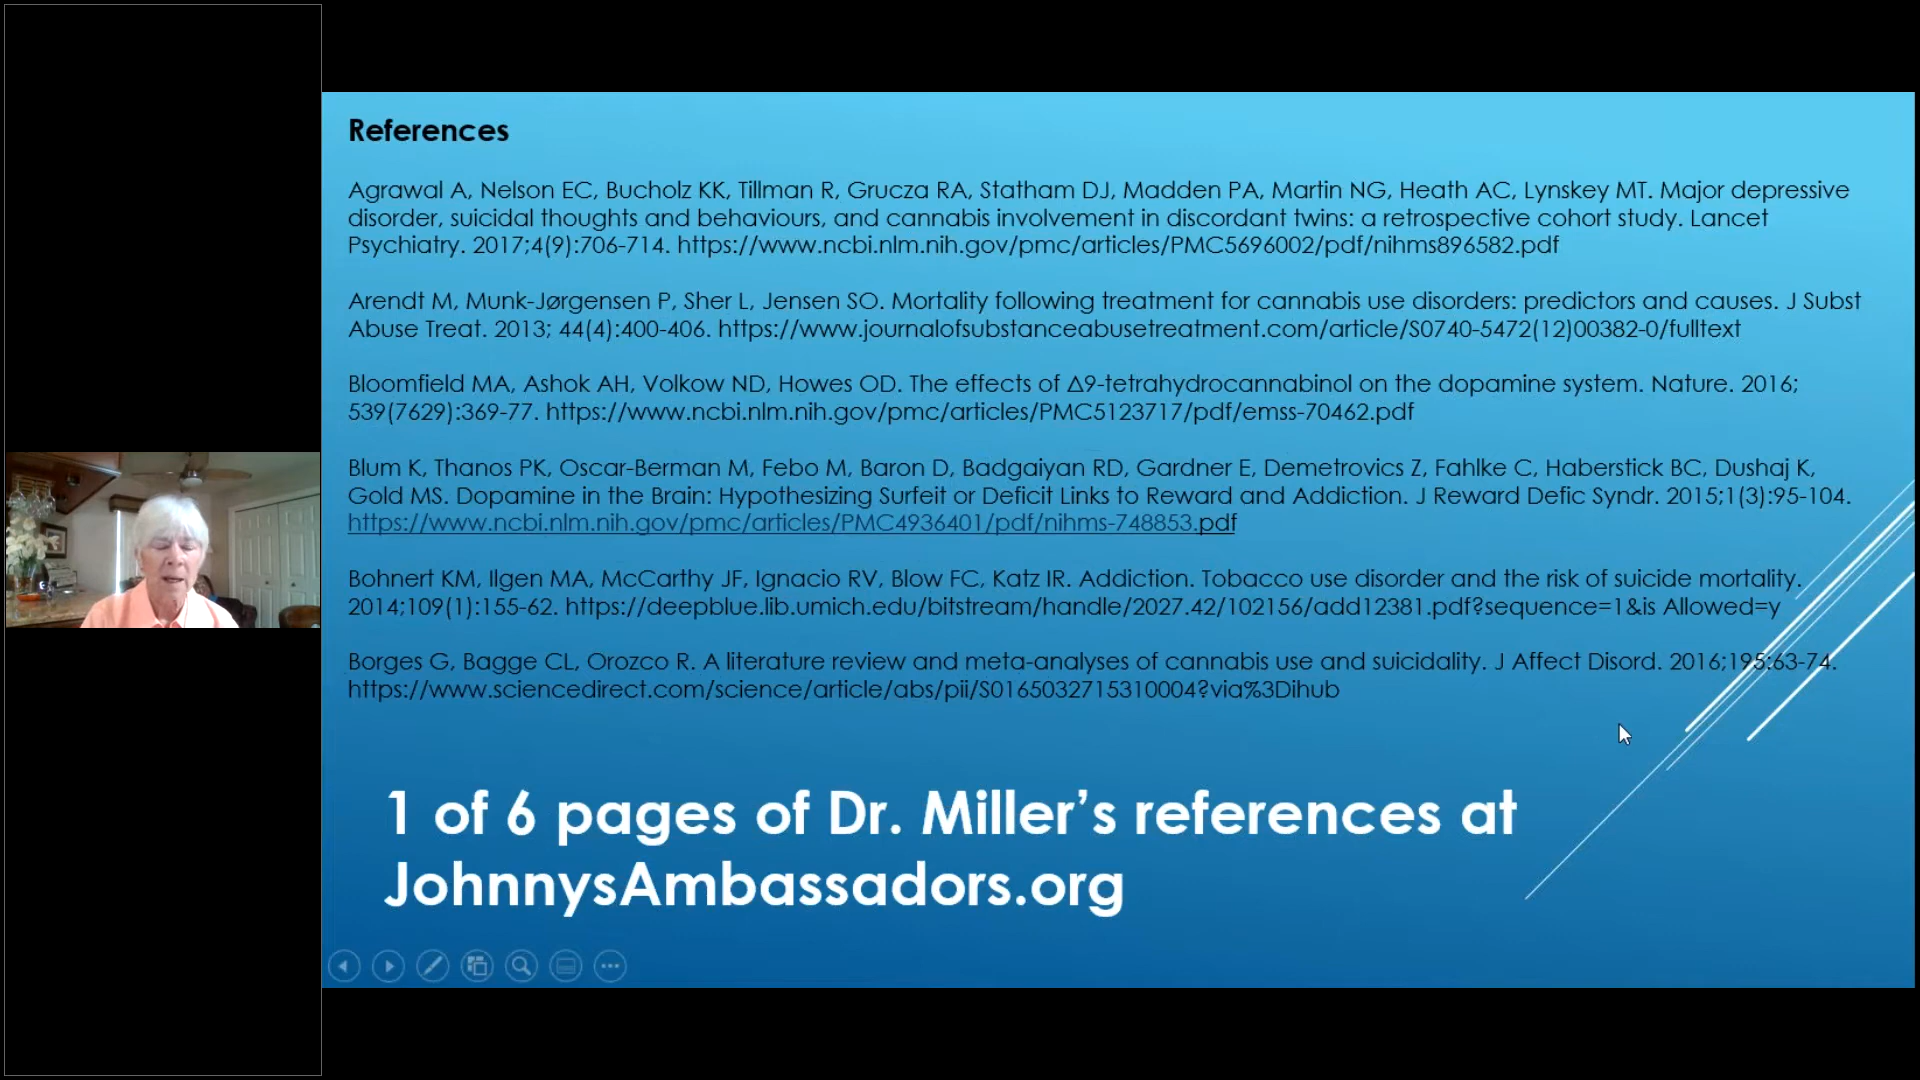 References
Agrawal A, Nelson EC, Bucholz KK, Tillman R, Grucza RA, Statham DJ, Madden PA, Martin NG, Heath AC, Lynskey MT. Major depressive
disorder, suicidal thoughts and behaviours, and cannabis involvement in discordant twins: a retrospective cohort study. Lancet
Psychiatry. 2017;4(9):706-714. https://www.ncbi.nlm.nih.gov/pmc/articles/PMC5696002/pdf/nihms896582.pdf
Arendt M, Munk-Jørgensen P, Sher L, Jensen SO. Mortality following treatment for cannabis use disorders: predictors and causes. J Subst
Abuse Treat. 2013; 44(4):400-406. https://www.journalofsubstanceabusetreatment.com/article/S0740-5472(12)00382-0/fulltext
Bloomfield MA, Ashok AH, Volkow ND, Howes OD. The effects of Δ9-tetrahydrocannabinol on the dopamine system. Nature. 2016;
539(7629):369-77. https://www.ncbi.nlm.nih.gov/pmc/articles/PMC5123717/pdf/emss-70462.pdf
Blum K, Thanos PK, Oscar-Berman M, Febo M, Baron D, Badgaiyan RD, Gardner E, Demetrovics Z, Fahlke C, Haberstick BC, Dushaj K,
Gold MS. Dopamine in the Brain: Hypothesizing Surfeit or Deficit Links to Reward and Addiction. J Reward Defic Syndr. 2015;1(3):95-104.
https://www.ncbi.nlm.nih.gov/pmc/articles/PMC4936401/pdf/nihms-748853.pdf
Bohnert KM, Ilgen MA, McCarthy JF, Ignacio RV, Blow FC, Katz IR. Addiction. Tobacco use disorder and the risk of suicide mortality.
2014;109(1):155-62. https://deepblue.lib.umich.edu/bitstream/handle/2027.42/102156/add12381.pdf?sequence=1&is Allowed=y
Borges G, Bagge CL, Orozco R. A literature review and meta-analyses of cannabis use and suicidality. J Affect Disord. 2016;195:63-74.
https://www.sciencedirect.com/science/article/abs/pii/S0165032715310004?via%3Dihub
1 of 6 pages of Dr. Miller’s references at
JohnnysAmbassadors.org